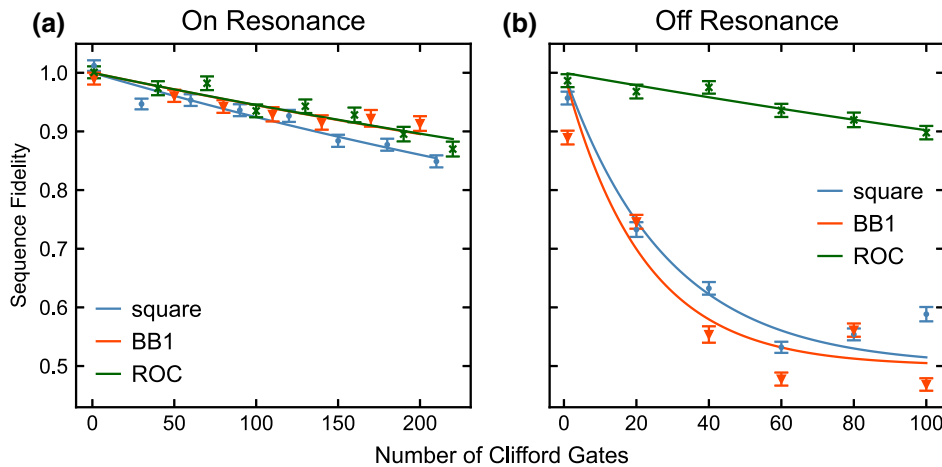 (a) On Resonance
(b) Off Resonance
Sequence Fidelity
1.0
0.9
0.8
0.7
0.6
0.5
square
BB1
ROC
0 50 100 150 200
square
BB1
ROC
0 20 40 60 80 100
Number of Clifford Gates